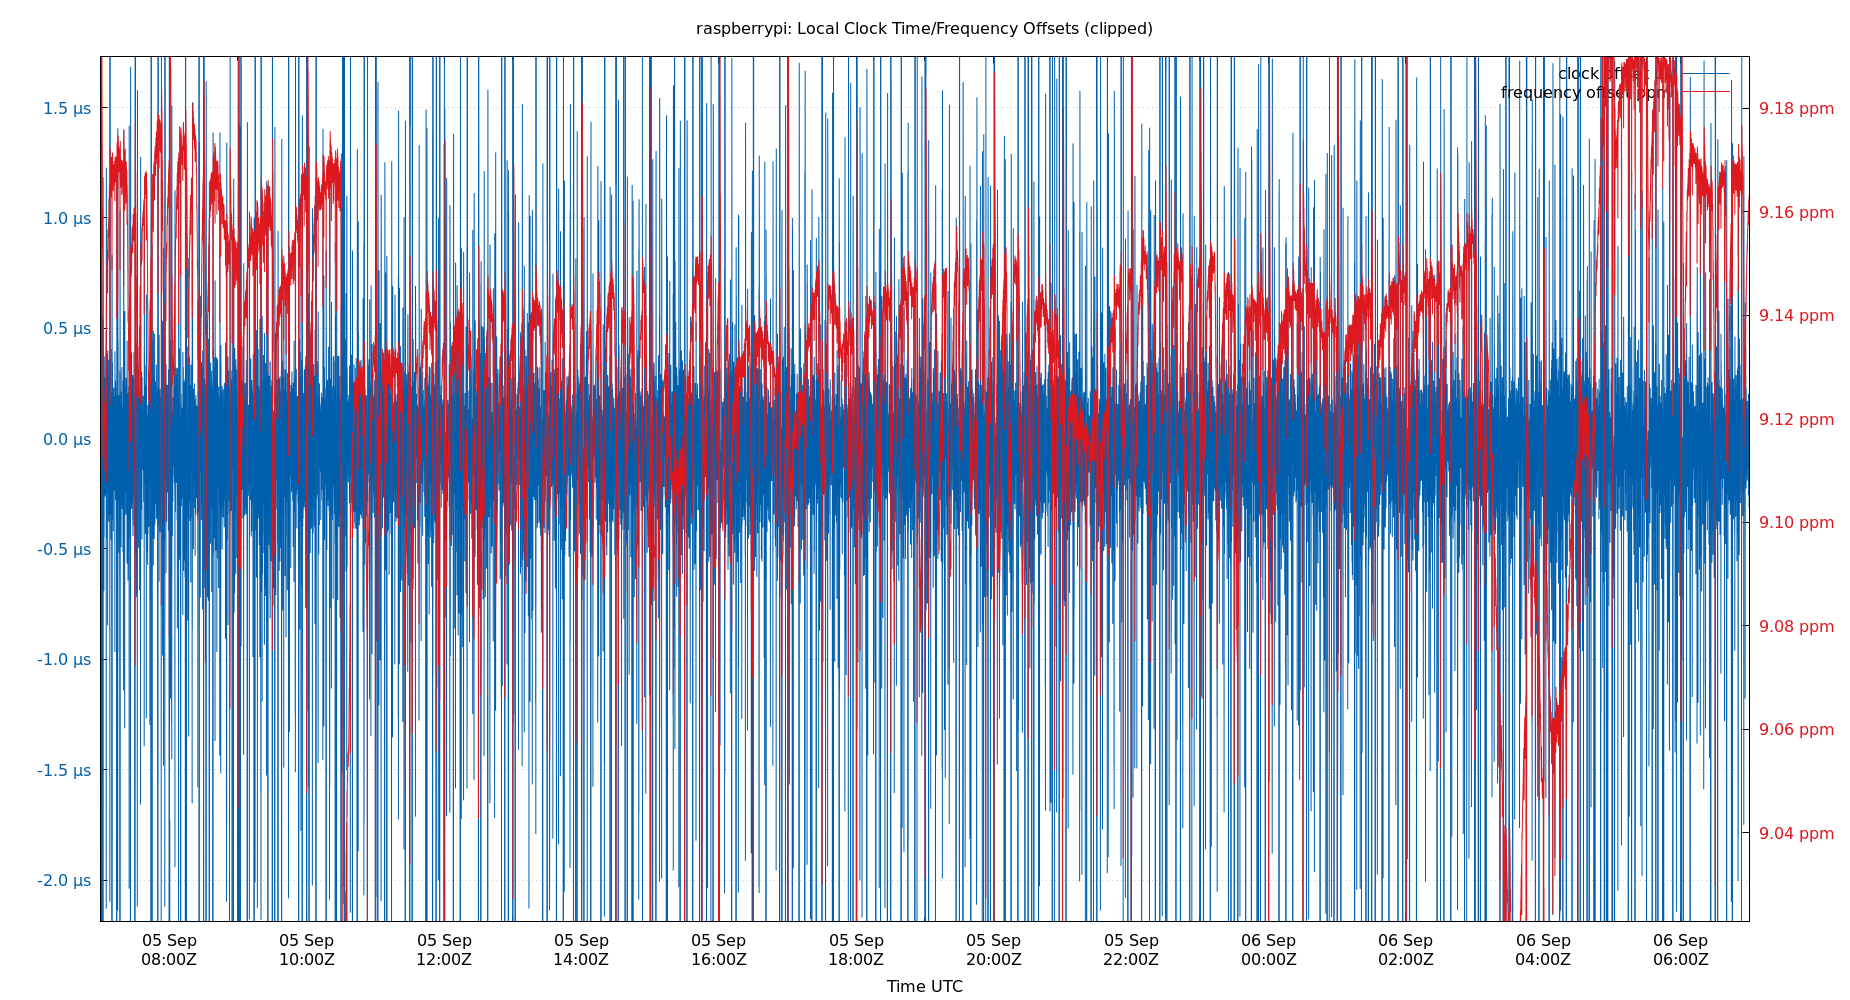 raspberrypi: Local Clock Time/Frequency Offsets (clipped)
clock offset
frequency offset ppm
1.5 µs
1.0 µs
0.5 µs
0.0 µs
-0.5 µs
-1.0 µs
-1.5 µs
-2.0 µs
9.18 ppm
9.16 ppm
9.14 ppm
9.12 ppm
9.10 ppm
9.08 ppm
9.06 ppm
9.04 ppm
05 Sep 05 Sep 05 Sep 05 Sep 05 Sep 05 Sep 05 Sep 05 Sep 06 Sep 06 Sep 06 Sep 06 Sep
08:00Z 10:00Z 12:00Z 14:00Z 16:00Z 18:00Z 20:00Z 22:00Z 00:00Z 02:00Z 04:00Z 06:00Z
Time UTC